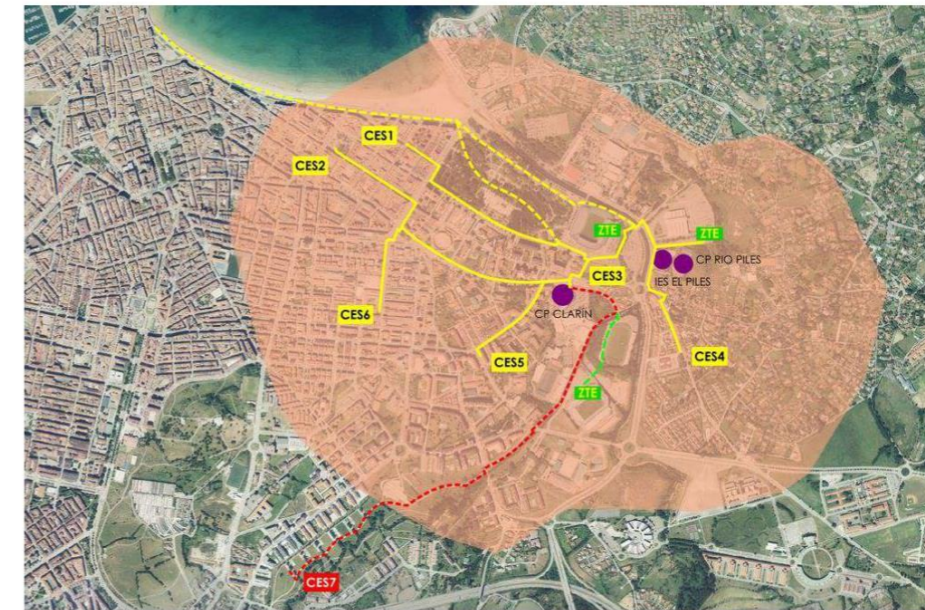 CES1
CES2
ZTE
ZTE
CP RIO PILES
CES3
IES EL PILES
CP CLARÍN
CES6
CES4
CES5
ZTE
CES7